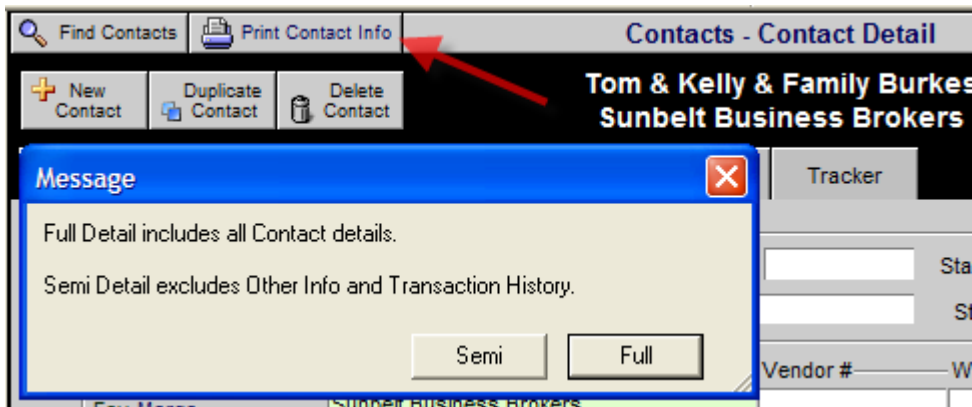 Find Contacts Print Contact Info Contacts - Contact Detail
Tom & Kelly & Family
New Duplicate Delete
Contact Contact Contact
Sunbelt Business Brokers
Message
Tracker
Full Detail includes all Contact details.
Semi Detail excludes Other Info and Transaction History.
Semi Full
Vendor #
Sunbelt Business Brokers